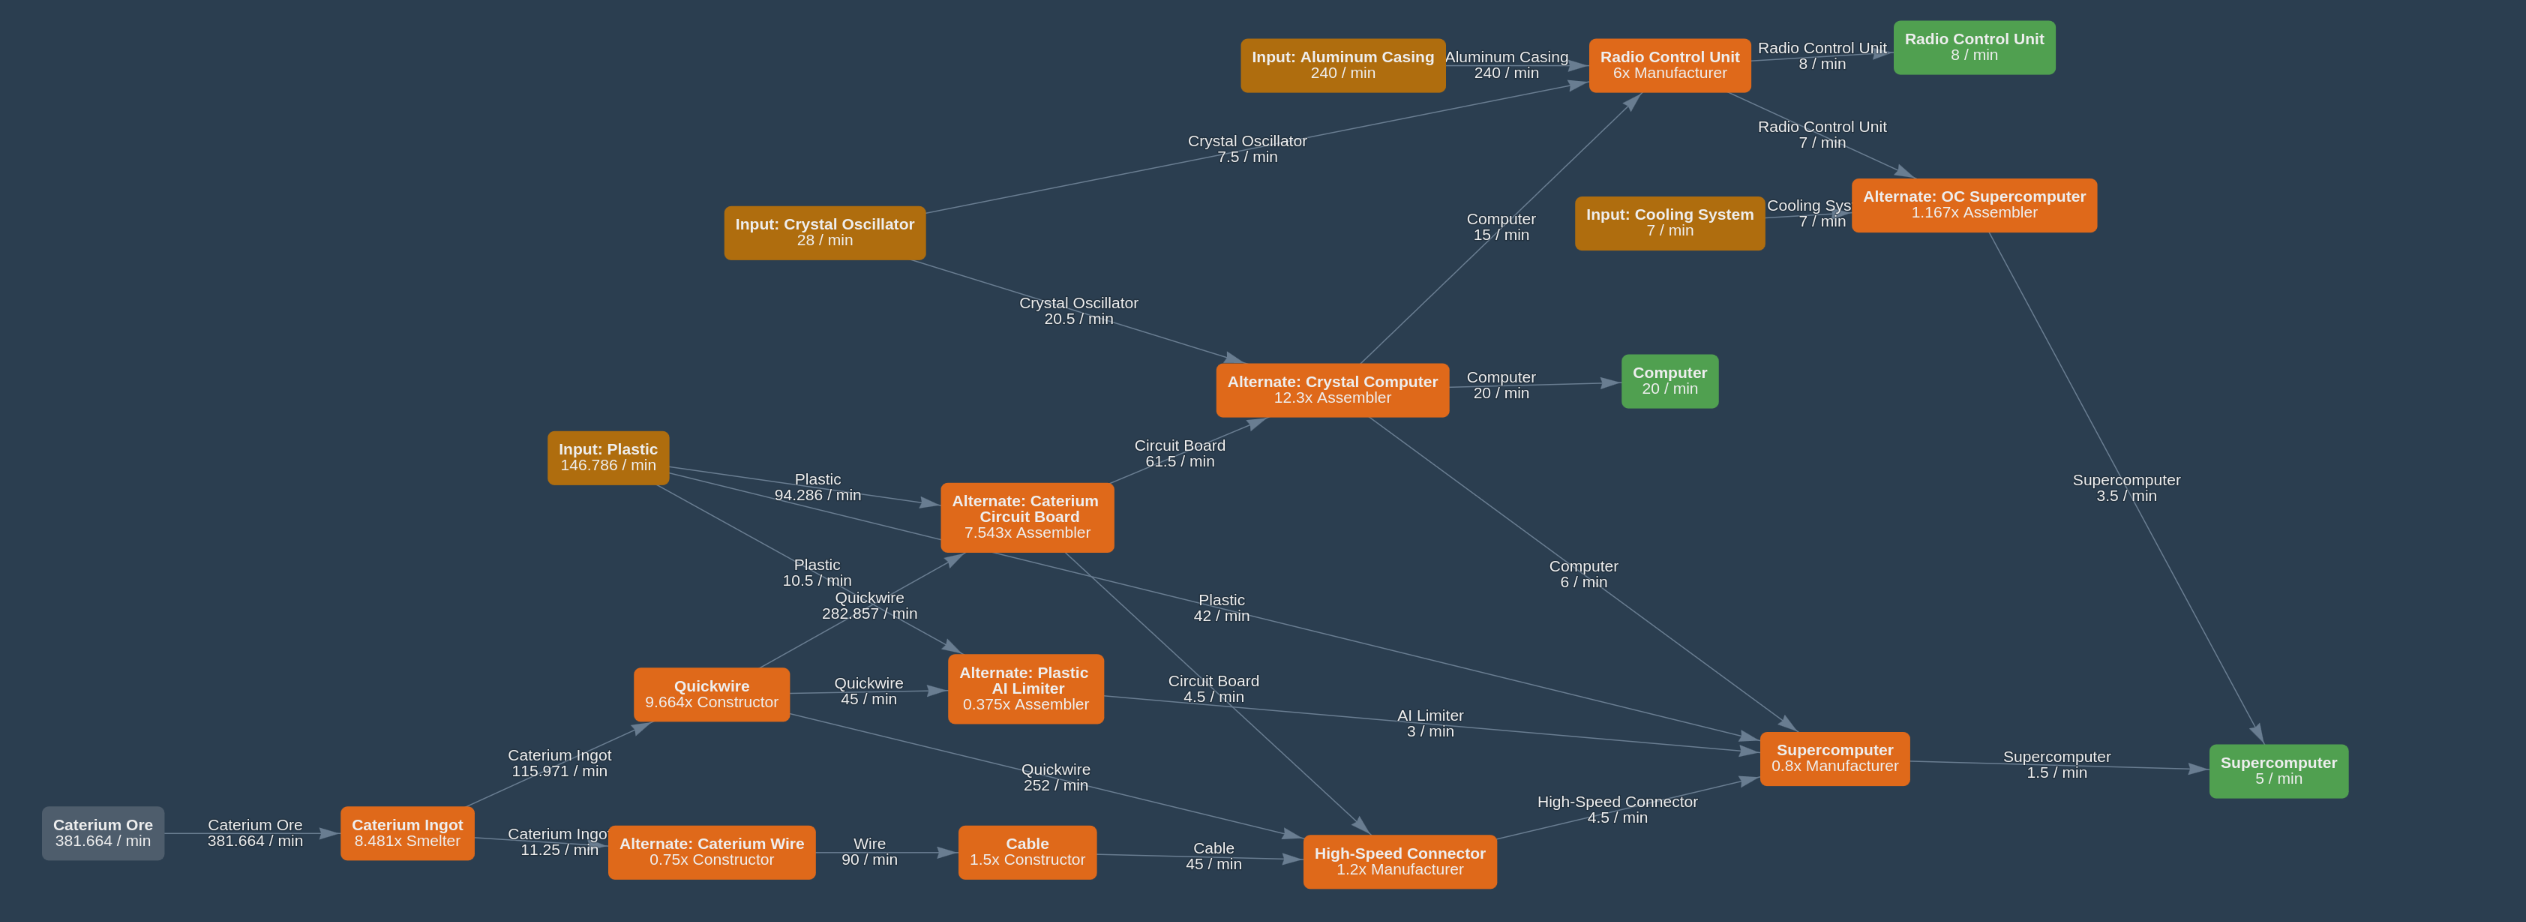 Input: Aluminum Casing
240 / min
Aluminum Casing
240 / min
Radio Control Unit
6x Manufacturer
Radio Control Unit
8 / min
Radio Control Unit
8 / min
Crystal Oscillator
7.5 / min
Radio Control Unit
7 / min
Input: Crystal Oscillator
28 / min
Computer
15 / min
Input: Cooling System
7 / min
Cooling Sys
7 / min
Alternate: OC Supercomputer
1.167x Assembler
Crystal Oscillator
20.5 / min
Alternate: Crystal Computer
12.3x Assembler
Computer
20 / min
Computer
20 / min
Input: Plastic
146.786 / min
Plastic
94.286 / min
Circuit Board
61.5 / min
Alternate: Caterium
Circuit Board
7.543x Assembler
Supercomputer
3.5 / min
Plastic
10.5 / min
Quickwire
282.857 / min
Plastic
42 / min
Computer
6 / min
Quickwire
9.664x Constructor
Quickwire
45 / min
Alternate: Plastic
AI Limiter
0.375x Assembler
Circuit Board
4.5 / min
AI Limiter
3 / min
Caterium Ingot
115.971 / min
Quickwire
252 / min
Supercomputer
0.8x Manufacturer
Supercomputer
1.5 / min
Supercomputer
5 / min
Caterium Ore
381.664 / min
Caterium Ore
381.664 / min
Caterium Ingot
8.481x Smelter
Caterium Ingot
11.25 / min
Alternate: Caterium Wire
0.75x Constructor
Wire
90 / min
Cable
1.5x Constructor
Cable
45 / min
High-Speed Connector
1.2x Manufacturer
High-Speed Connector
4.5 / min